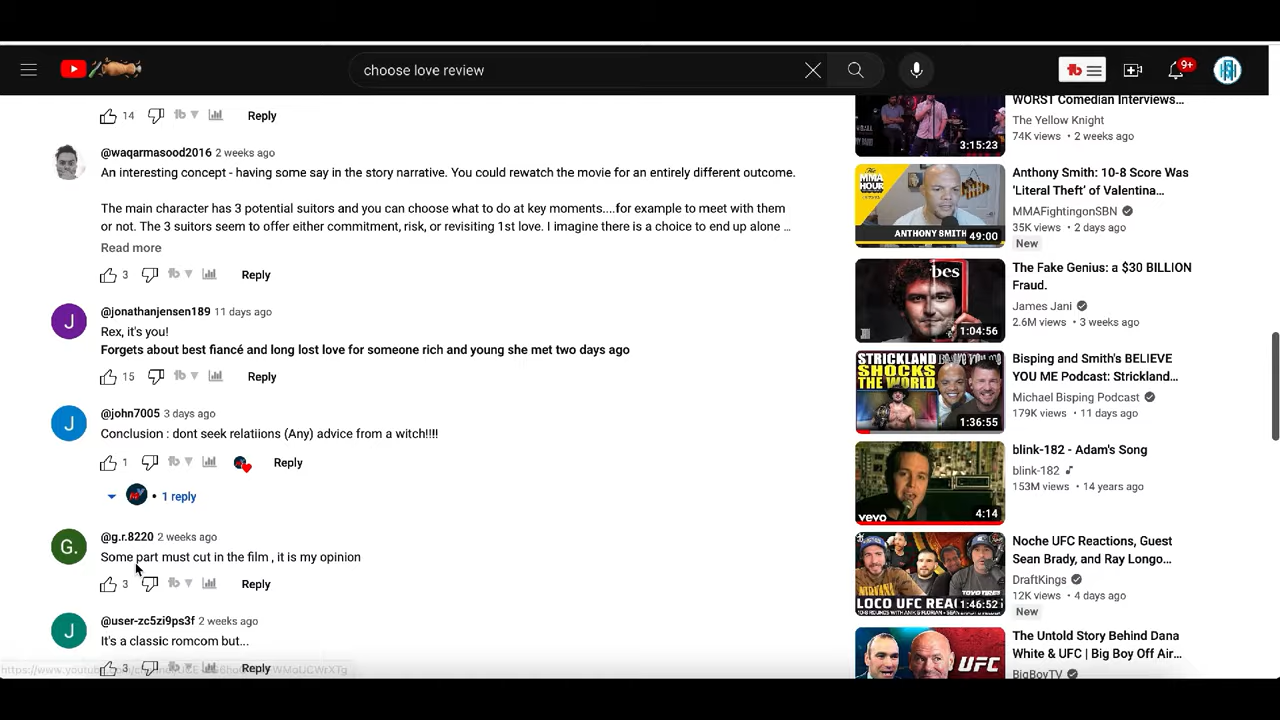 choose love review
9+
14
Reply
@waqarmasood2016 2 weeks ago
An interesting concept - having some say in the story narrative. You could rewatch the movie for an entirely different outcome.
The main character has 3 potential suitors and you can choose what to do at key moments....for example to meet with them
or not. The 3 suitors seem to offer either commitment, risk, or revisiting 1st love. I imagine there is a choice to end up alone ...
Read more
3
Reply
J
@jonathanjensen189 11 days ago
Rex, it's you!
Forgets about best fiancé and long lost love for someone rich and young she met two days ago
15
Reply
J
@john7005 3 days ago
Conclusion : dont seek relatiions (Any) advice from a witch!!!!
1
Reply
• 1 reply
G.
@g.r.8220 2 weeks ago
Some part must cut in the film , it is my opinion
3
Reply
J
@user-zc5zi9ps3f 2 weeks ago
It's a classic romcom but...
3
Reply
WORST Comedian Interviews...
The Yellow Knight
74K views • 2 weeks ago
3:15:23
Anthony Smith: 10-8 Score Was
'Literal Theft' of Valentina...
MMAFightingonSBN
35K views • 2 days ago
New
THE MMA HOUR
ANTHONY SMITH
49:00
The Fake Genius: a $30 BILLION
Fraud.
James Jani
2.6M views • 3 weeks ago
bes
1:04:56
Bisping and Smith's BELIEVE
YOU ME Podcast: Strickland...
Michael Bisping Podcast
179K views • 11 days ago
STRICKLAND
SHOCKS
THE WORLD
BELIEVE YOU ME
1:36:55
blink-182 - Adam's Song
blink-182
153M views • 14 years ago
vevo
4:14
Noche UFC Reactions, Guest
Sean Brady, and Ray Longo...
DraftKings
12K views • 4 days ago
New
NIRVANA
LOCO UFC REA
1:46:52
The Untold Story Behind Dana
White & UFC | Big Boy Off Air...
BigBoyTV
UFC